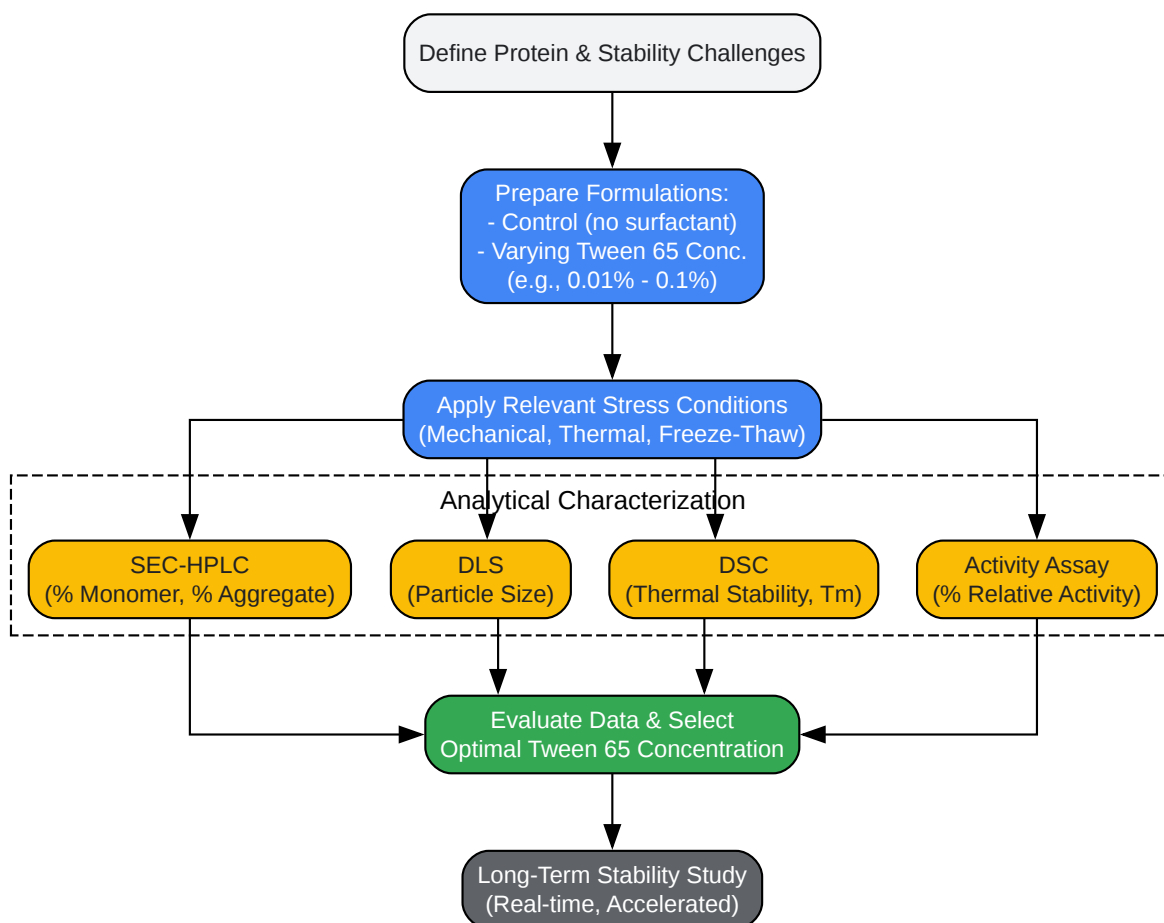 Define Protein & Stability Challenges
Prepare Formulations:
- Control (no surfactant)
- Varying Tween 65 Conc.
(e.g., 0.01% - 0.1%)
Apply Relevant Stress Conditions
(Mechanical, Thermal, Freeze-Thaw)
Analytical Characterization
SEC-HPLC
(% Monomer, % Aggregate)
DLS
(Particle Size)
DSC
(Thermal Stability, Tm)
Activity Assay
(% Relative Activity)
Evaluate Data & Select
Optimal Tween 65 Concentration
Long-Term Stability Study
(Real-time, Accelerated)